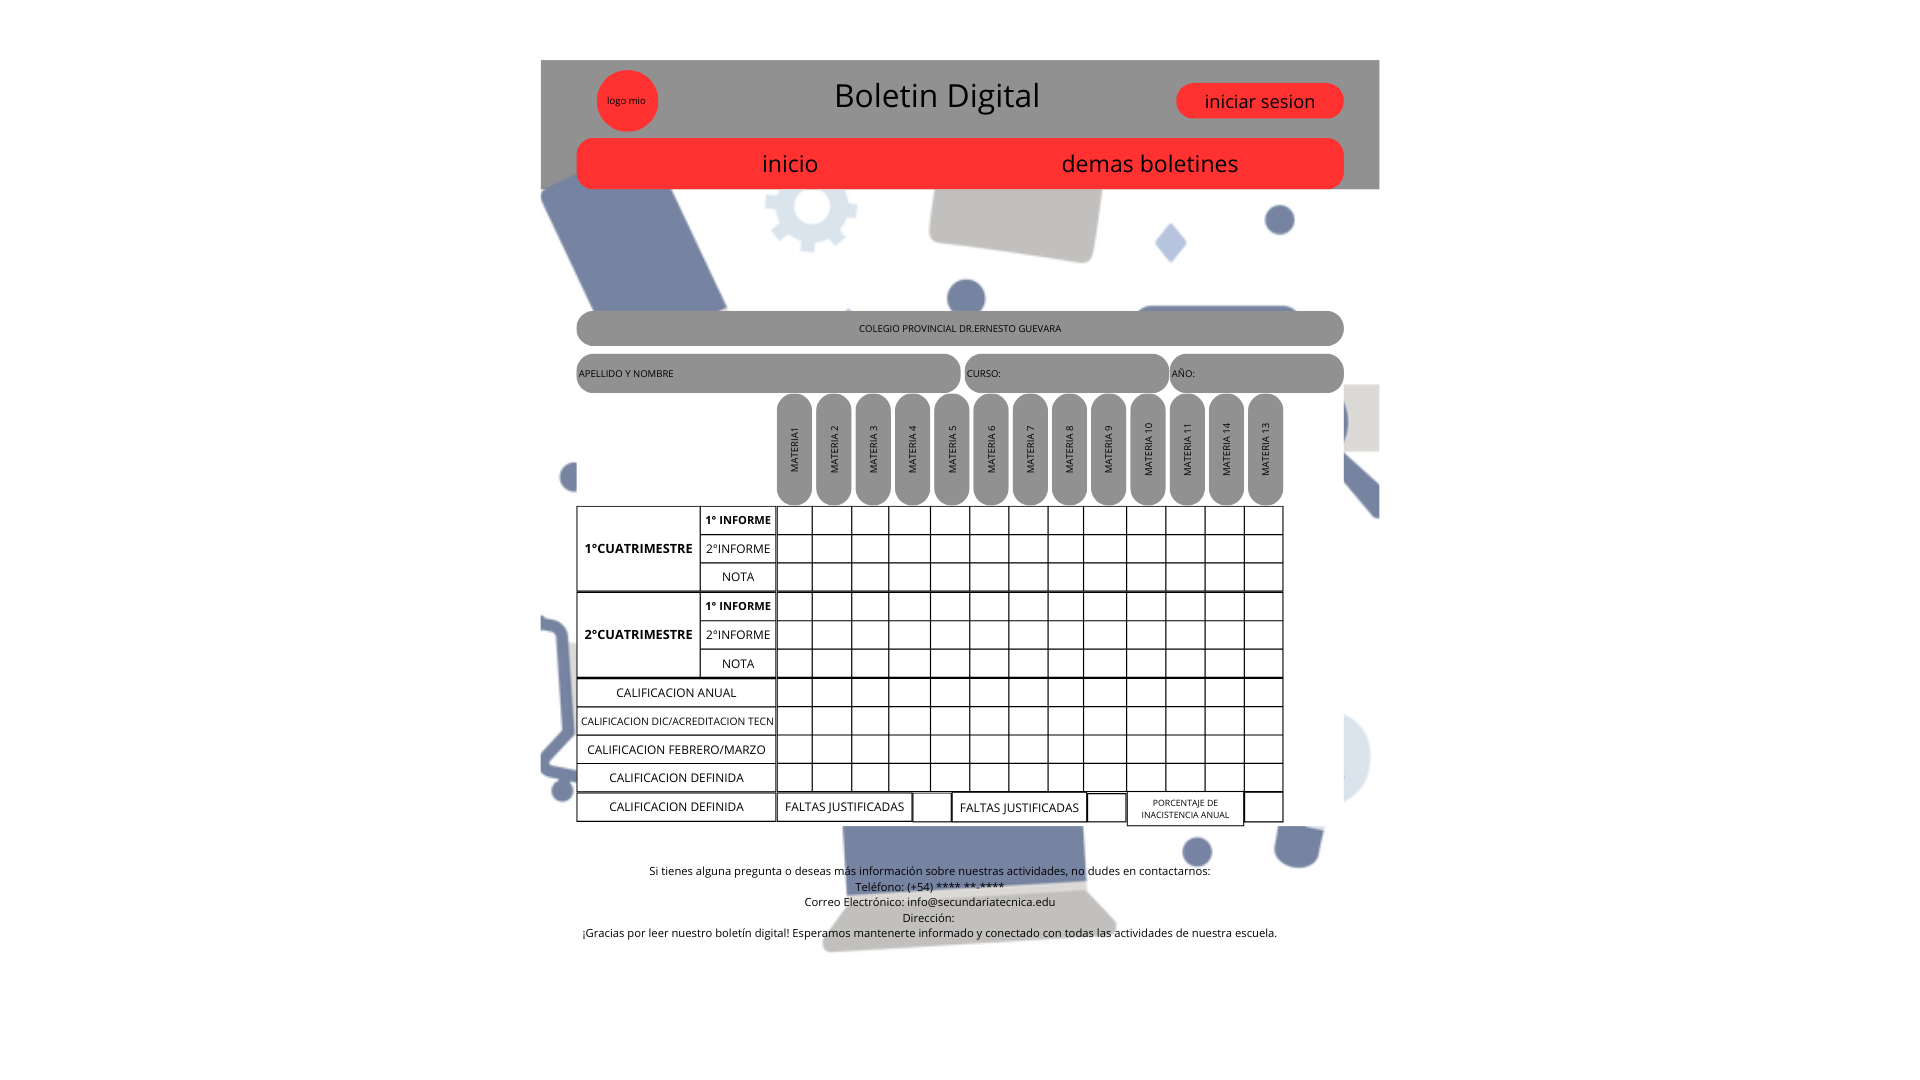 logo mio
Boletin Digital
iniciar sesion
inicio
demas boletines
COLEGIO PROVINCIAL DR.ERNESTO GUEVARA
APELLIDO Y NOMBRE
CURSO:
AÑO:
MATERIA1
MATERIA 2
MATERIA 3
MATERIA 4
MATERIA 5
MATERIA 6
MATERIA 7
MATERIA 8
MATERIA 9
MATERIA 10
MATERIA 11
MATERIA 14
MATERIA 13
1°CUATRIMESTRE
1° INFORME
2°INFORME
NOTA
2°CUATRIMESTRE
1° INFORME
2°INFORME
NOTA
CALIFICACION ANUAL
CALIFICACION DIC/ACREDITACION TECN
CALIFICACION FEBRERO/MARZO
CALIFICACION DEFINIDA
CALIFICACION DEFINIDA
FALTAS JUSTIFICADAS
FALTAS JUSTIFICADAS
PORCENTAJE DE
INACISTENCIA ANUAL
Si tienes alguna pregunta o deseas más información sobre nuestras actividades, no dudes en contactarnos:
Teléfono: (+54) **** **-****
Correo Electrónico: info@secundariatecnica.edu
Dirección:
¡Gracias por leer nuestro boletín digital! Esperamos mantenerte informado y conectado con todas las actividades de nuestra escuela.